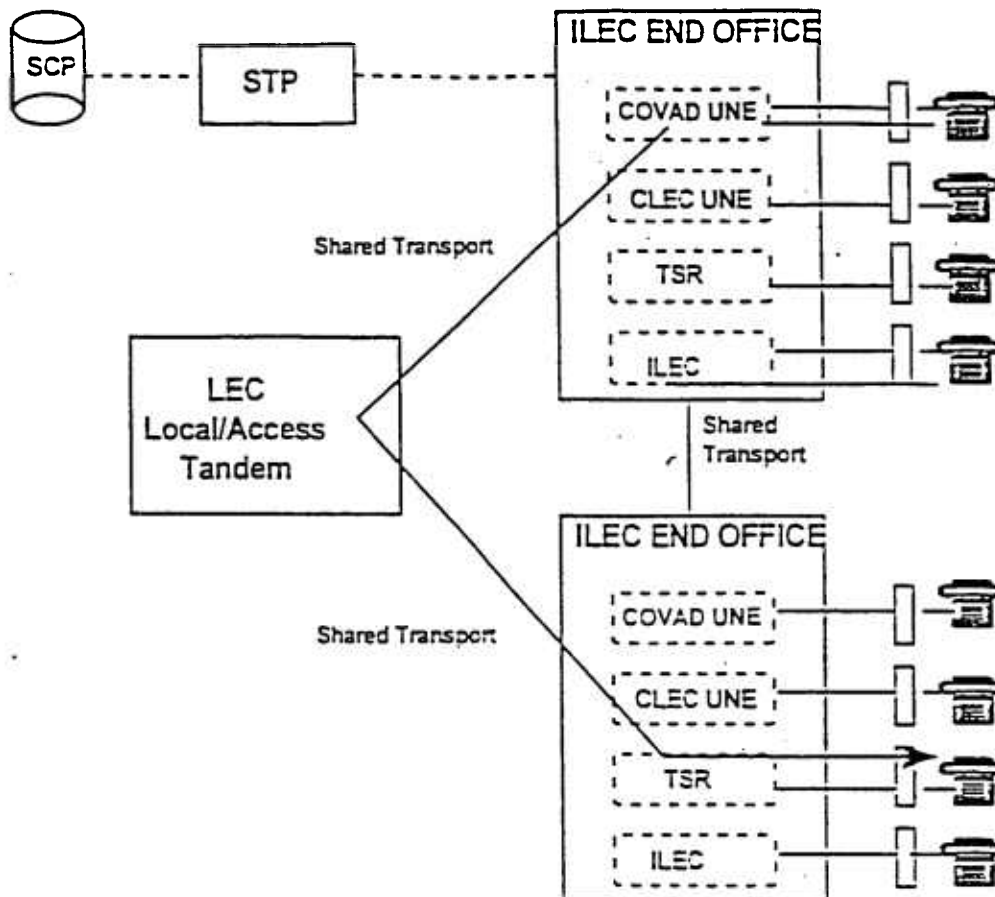 SCP
STP
ILEC END OFFICE
COVAD UNE
CLEC UNE
TSR
ILEC
Shared Transport
LEC
Local/Access
Tandem
Shared
Transport
ILEC END OFFICE
COVAD UNE
CLEC UNE
TSR
ILEC
Shared Transport